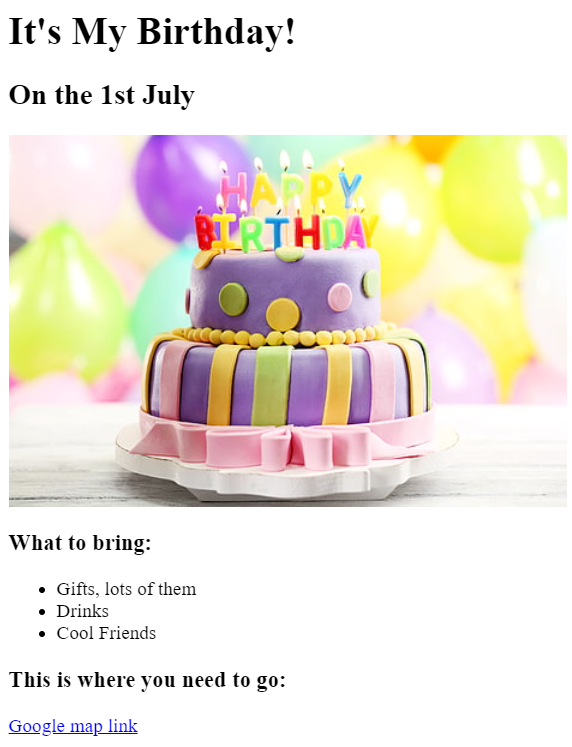 It's My Birthday!
On the 1st July
HAPPY
BIRTHDAY
What to bring:
Gifts, lots of them
Drinks
Cool Friends
This is where you need to go:
Google map link